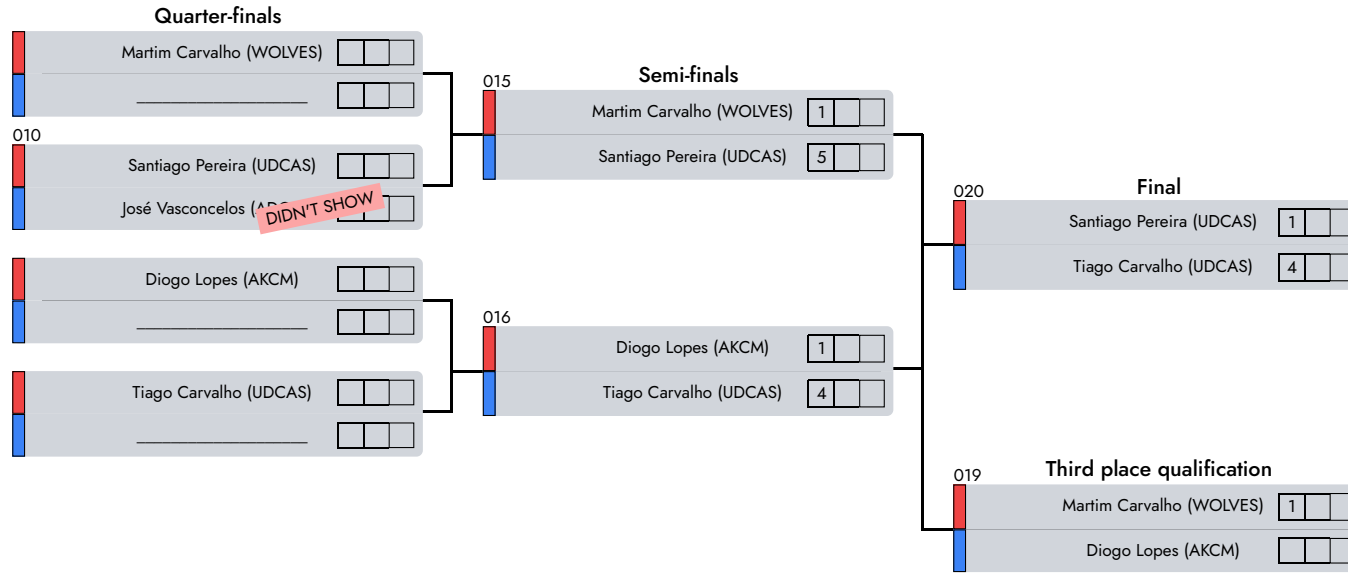 Quarter-finals
Martim Carvalho (WOLVES)
010
Santiago Pereira (UDCAS)
José Vasconcelos
DIDN'T SHOW
Diogo Lopes (AKCM)
Tiago Carvalho (UDCAS)
Semi-finals
015
Martim Carvalho (WOLVES) 1
Santiago Pereira (UDCAS) 5
016
Diogo Lopes (AKCM) 1
Tiago Carvalho (UDCAS) 4
Final
020
Santiago Pereira (UDCAS) 1
Tiago Carvalho (UDCAS) 4
Third place qualification
019
Martim Carvalho (WOLVES) 1
Diogo Lopes (AKCM)